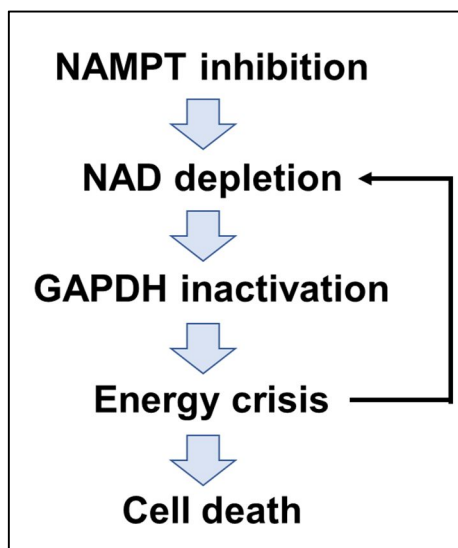 NAMPT inhibition
NAD depletion
GAPDH inactivation
Energy crisis
Cell death